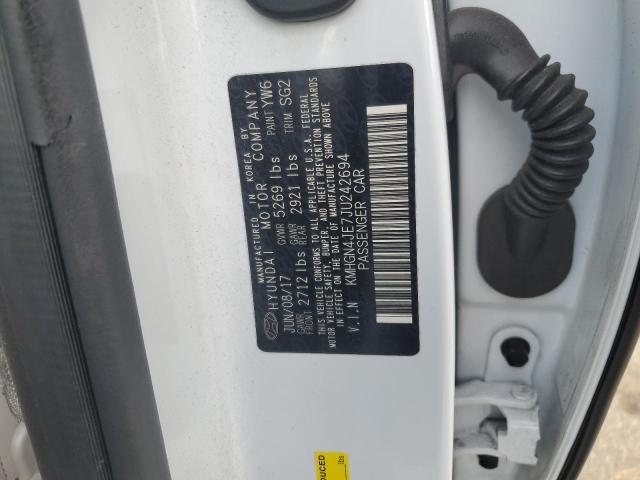 MANUFACTURED IN KOREA BY
HYUNDAI MOTOR COMPANY
JUN/08/17 GVWR 5269 lbs PAINT YW6
GAWR FRONT 2712 lbs GAWR REAR 2921 lbs TRIM SG2
THIS VEHICLE CONFORMS TO ALL APPLICABLE U.S.A. FEDERAL
MOTOR VEHICLE SAFETY, BUMPER, AND THEFT PREVENTION STANDARDS
IN EFFECT ON THE DATE OF MANUFACTURE SHOWN ABOVE
V.I.N KMHGN4JE7JU242694
PASSENGER CAR
DUCED
lbs